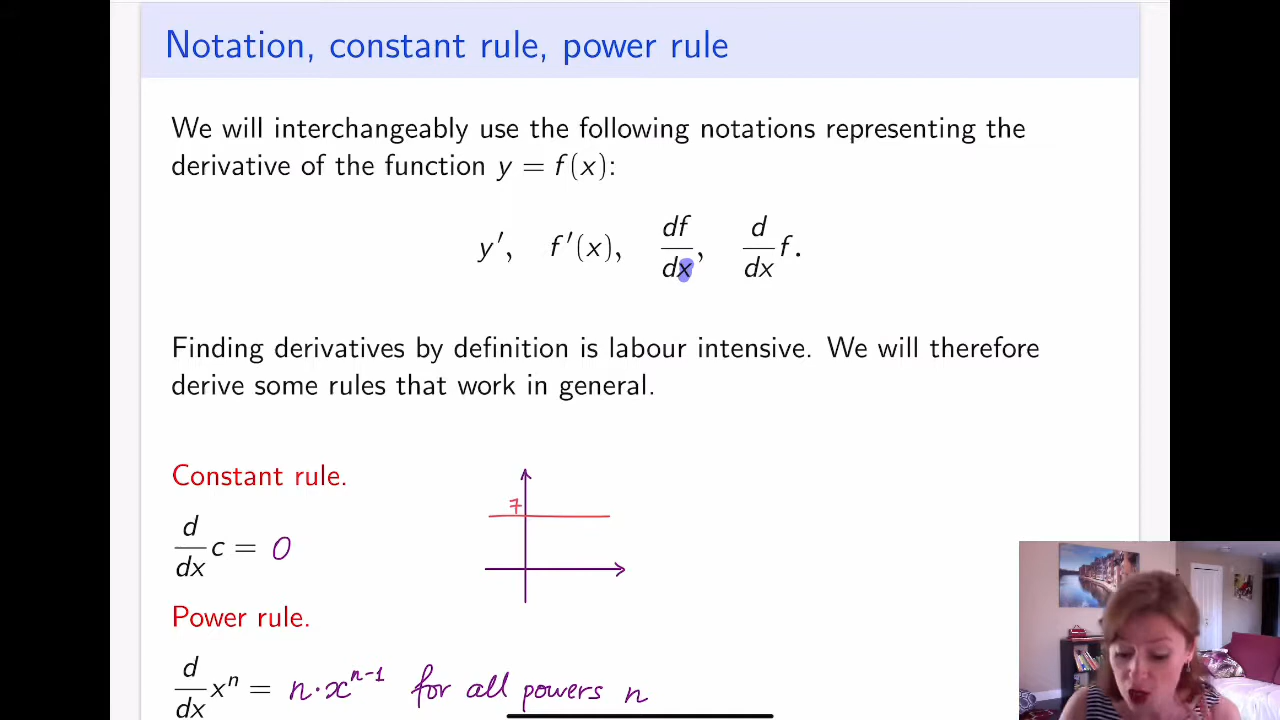 Notation, constant rule, power rule
We will interchangeably use the following notations representing the
derivative of the function y = f(x):
y′, f′(x), df/dx, d/dx f.
Finding derivatives by definition is labour intensive. We will therefore
derive some rules that work in general.
Constant rule.
7
d/dx c = 0
Power rule.
d/dx xⁿ = n·xⁿ⁻¹ for all powers n